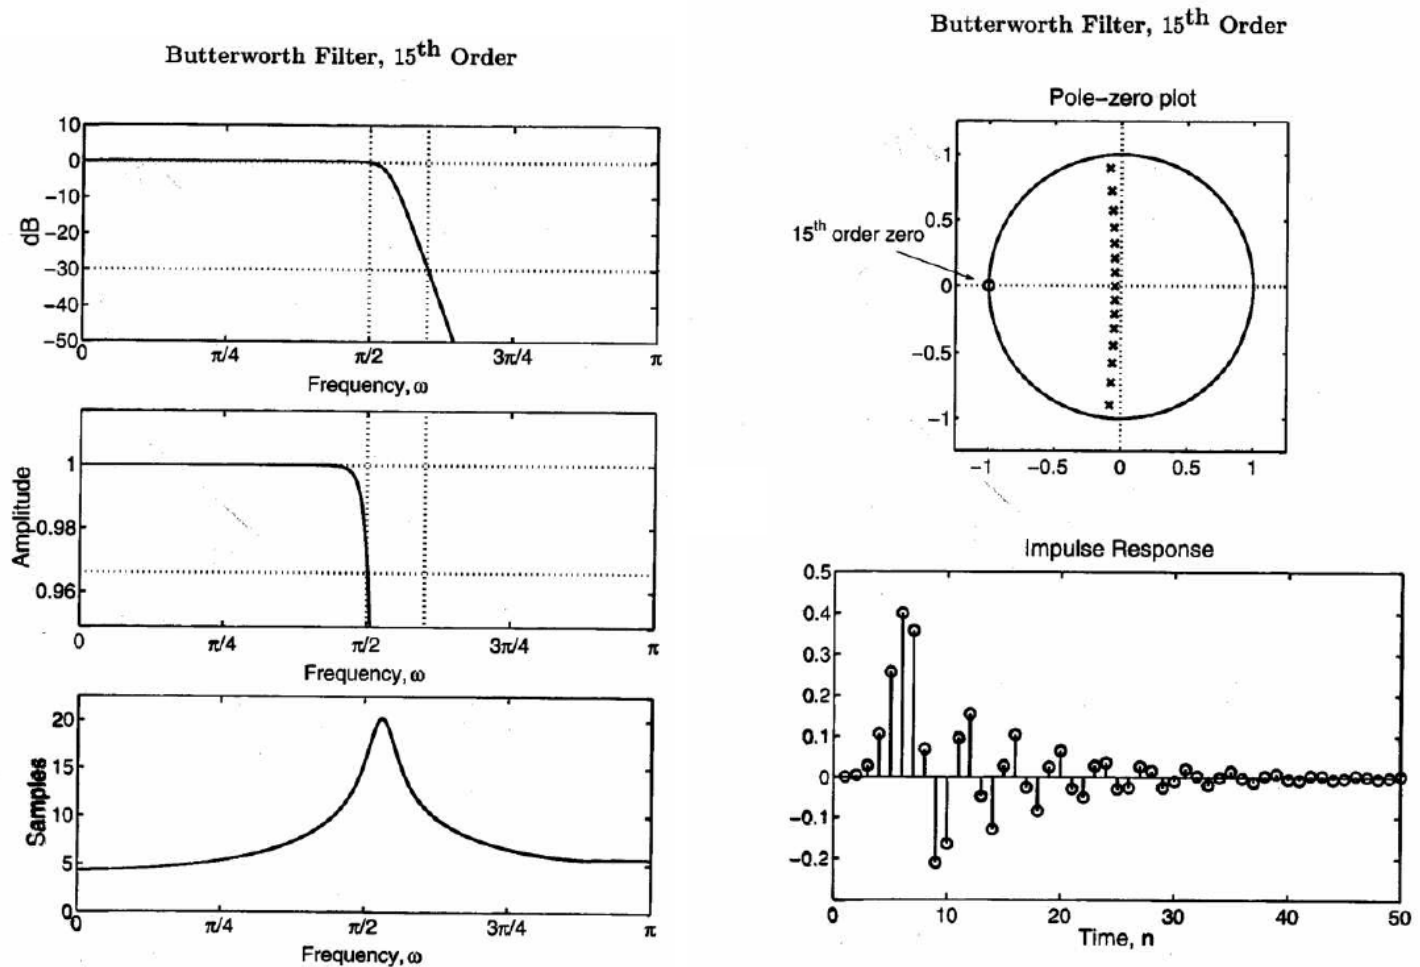 Butterworth Filter, 15th Order
10
0
-10
-20
-30
-40
-50
dB
0 π/4 π/2 3π/4 π
Frequency, ω
1
0.98
0.96
Amplitude
0 π/4 π/2 3π/4 π
Frequency, ω
20
15
10
5
0
Samples
0 π/4 π/2 3π/4 π
Frequency, ω
Butterworth Filter, 15th Order
Pole-zero plot
1
0.5
0
-0.5
-1
15th order zero
-1 -0.5 0 0.5 1
Impulse Response
0.5
0.4
0.3
0.2
0.1
0
-0.1
-0.2
0 10 20 30 40 50
Time, n